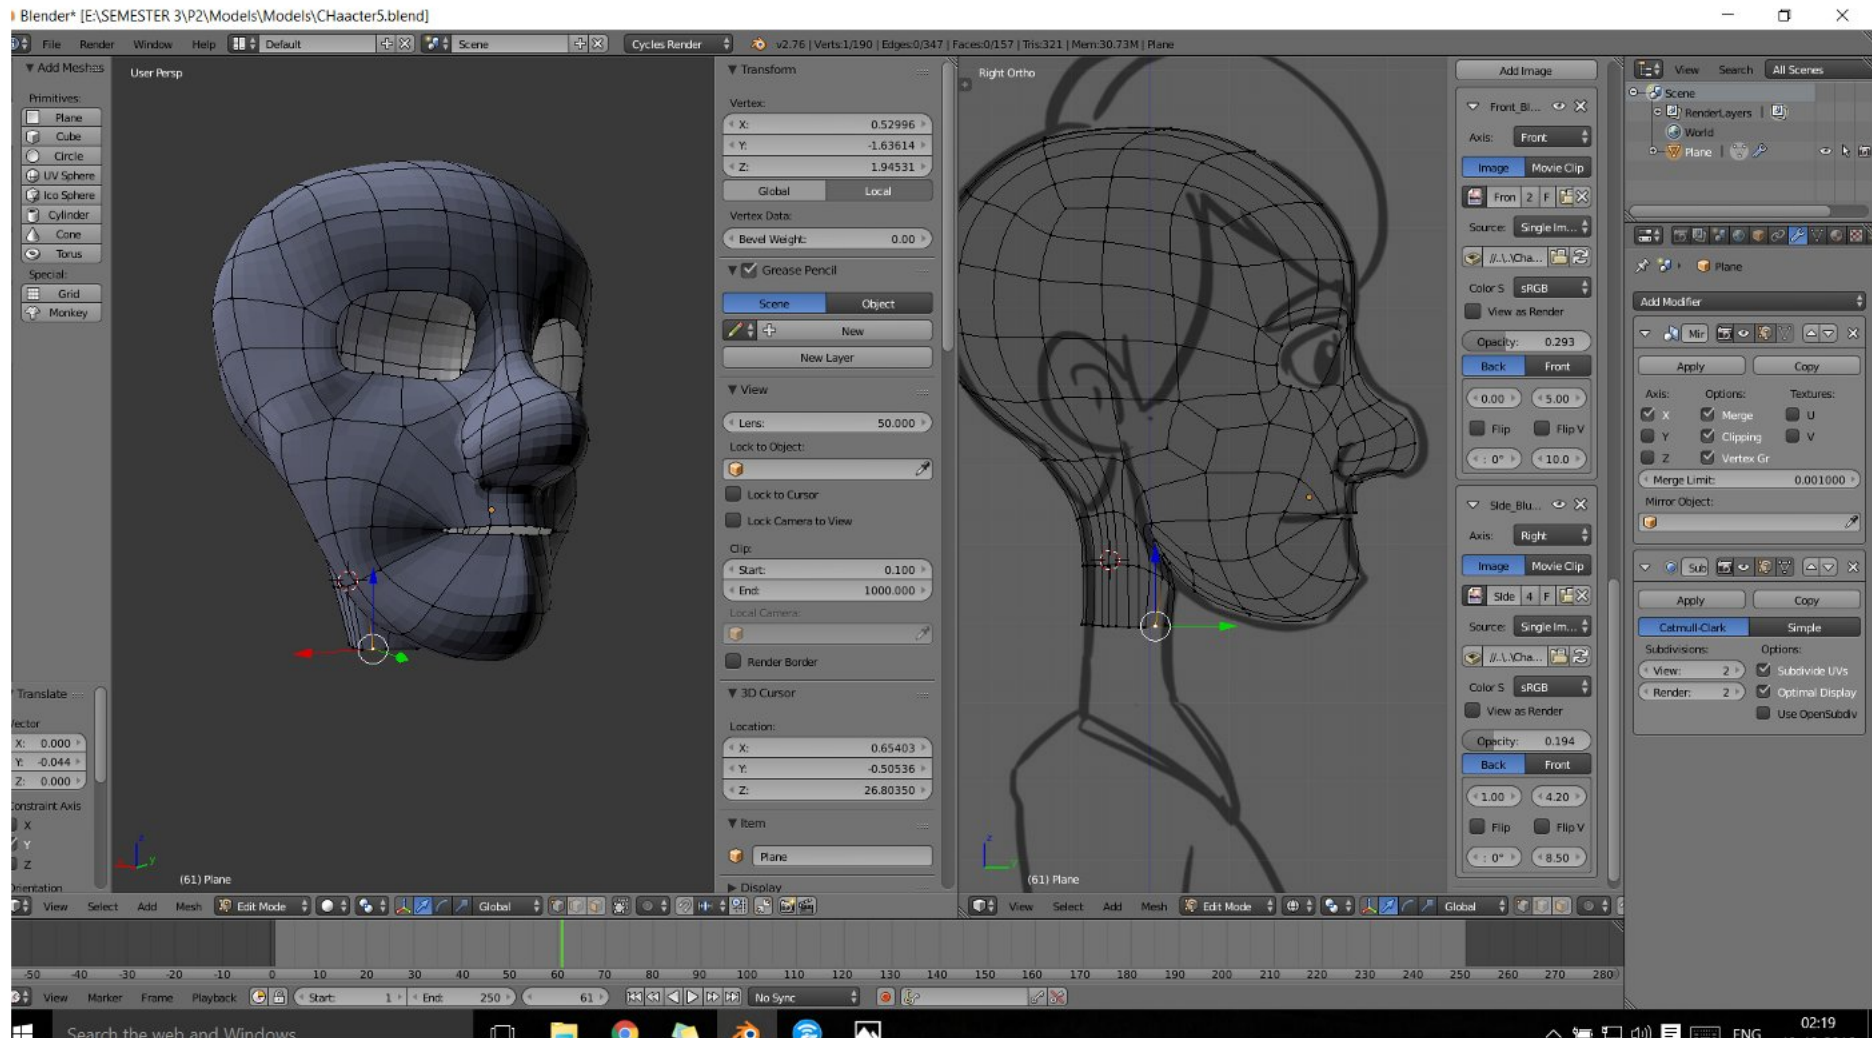 Blender* [E:\SEMESTER 3\P2\Models\Models\CHaacter5.blend]
File Render Window Help Default Scene Cycles Render v2.76 | Verts:1/190 | Edges:0/347 | Faces:0/157 | Tris:321 | Mem:30.73M | Plane
Add Meshes
Primitives:
Plane
Cube
Circle
UV Sphere
Ico Sphere
Cylinder
Cone
Torus
Special:
Grid
Monkey
Translate
Vector
X: 0.000
Y: -0.044
Z: 0.000
Constraint Axis
X
Y
Z
Orientation
User Persp
(61) Plane
Transform
Vertex:
X: 0.52996
Y: -1.63614
Z: 1.94531
Global Local
Vertex Data:
Bevel Weight: 0.00
Grease Pencil
Scene Object
New
New Layer
View
Lens: 50.000
Lock to Object:
Lock to Cursor
Lock Camera to View
Clip:
Start: 0.100
End: 1000.000
Local Camera:
Render Border
3D Cursor
Location:
X: 0.65403
Y: -0.50536
Z: 26.80350
Item
Plane
Display
Right Ortho
(61) Plane
Add Image
Front_Bl...
Axis: Front
Image Movie Clip
Fron 2 F
Source: Single Im...
//..\..\Cha...
Color S sRGB
View as Render
Opacity: 0.293
Back Front
0.00 5.00
Flip Flip V
: 0° 10.0
SIde_Blu...
Axis: Right
Image Movie Clip
SIde 4 F
Source: Single Im...
//..\..\Cha...
Color S sRGB
View as Render
Opacity: 0.194
Back Front
1.00 4.20
Flip Flip V
: 0° 8.50
View Search All Scenes
Scene
RenderLayers |
World
Plane |
Plane
Add Modifier
Mir
Apply Copy
Axis: Options: Textures:
X Merge U
Y Clipping V
Z Vertex Gr
Merge Limit: 0.001000
Mirror Object:
Sub
Apply Copy
Catmull-Clark Simple
Subdivisions: Options:
View: 2 Subdivide UVs
Render: 2 Optimal Display
Use OpenSubdiv
View Select Add Mesh Edit Mode Global
View Select Add Mesh Edit Mode Global
-50 -40 -30 -20 -10 0 10 20 30 40 50 60 70 80 90 100 110 120 130 140 150 160 170 180 190 200 210 220 230 240 250 260 270 280
View Marker Frame Playback Start: 1 End: 250 61 No Sync
Search the web and Windows
ENG
02:19